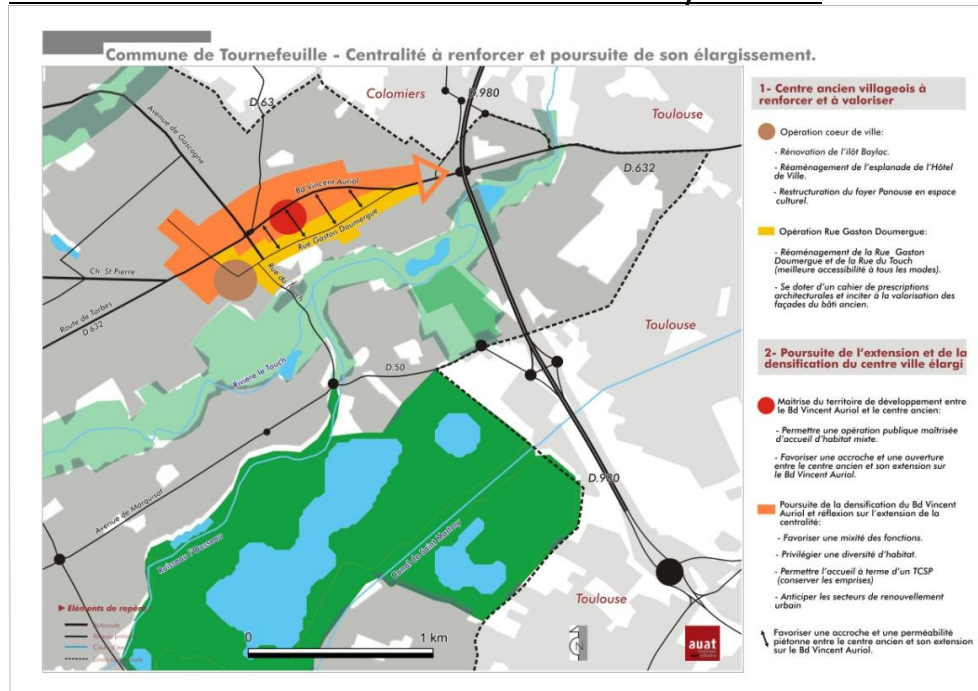 Commune de Tournefeuille - Centralité à renforcer et poursuite de son élargissement.
D.63
Colomiers
D.980
Toulouse
Avenue de Gascogne
D.632
Bd Vincent Auriol
Rue Gaston Doumergue
Ch. St Pierre
Rue du Touch
Route de Tarbes
D 632
Toulouse
Rivière le Touch
D.50
D.980
Avenue de Marquisat
Ruisseau l'Ousseau
Canal de Saint Martory
Toulouse
Eléments de repère
0
1 km
auat
1- Centre ancien villageois à
renforcer et à valoriser
Opération coeur de ville:
- Rénovation de l'ilôt Baylac.
- Réaménagement de l'esplanade de l'Hôtel
de Ville.
- Restructuration du foyer Panouse en espace
culturel.
Opération Rue Gaston Doumergue:
- Réaménagement de la Rue Gaston
Doumergue et de la Rue du Touch
(meilleure accessibilité à tous les modes).
- Se doter d'un cahier de prescriptions
architecturales et inciter à la valorisation des
façades du bâti ancien.
2- Poursuite de l'extension et de la
densification du centre ville élargi
Maitrise du territoire de développement entre
le Bd Vincent Auriol et le centre ancien:
- Permettre une opération publique maîtrisée
d'accueil d'habitat mixte.
- Favoriser une accroche et une ouverture
entre le centre ancien et son extension sur
le Bd Vincent Auriol.
Poursuite de la densification du Bd Vincent
Auriol et réflexion sur l'extension de la
centralité:
- Favoriser une mixité des fonctions.
- Privilégier une diversité d'habitat.
- Permettre l'accueil à terme d'un TCSP
(conserver les emprises)
- Anticiper les secteurs de renouvellement
urbain
Favoriser une accroche et une perméabilité
piétonne entre le centre ancien et son extension
sur le Bd Vincent Auriol.